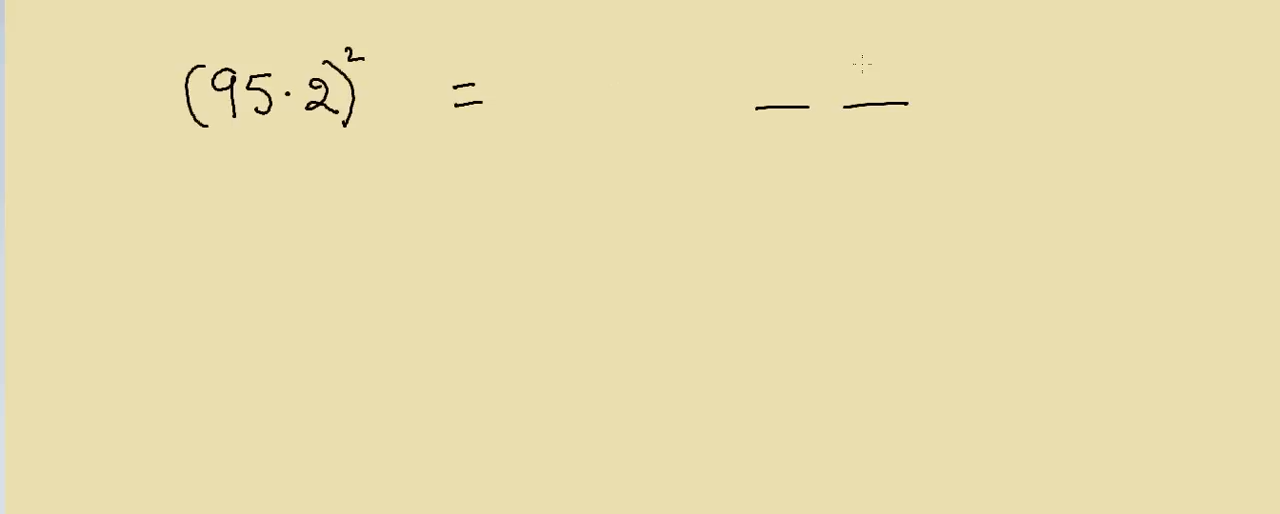 (95·2)² = __ __